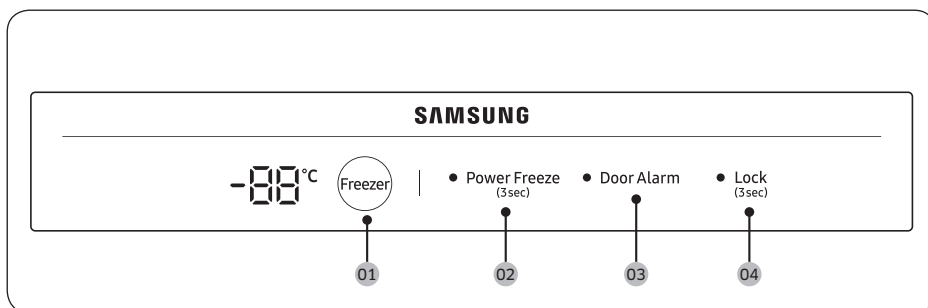 SAMSUNG
-88°C Freezer Power Freeze Door Alarm Lock
(3sec) (3sec)
01 02 03 04